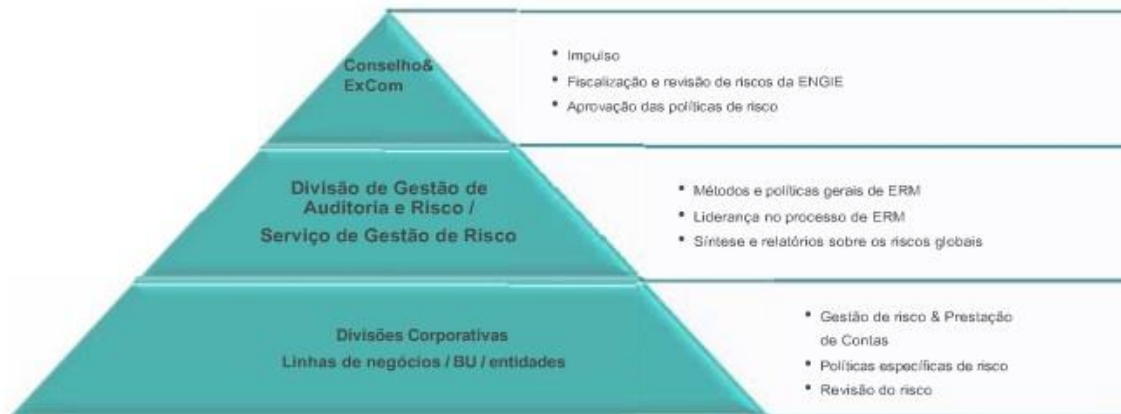 Conselho&
ExCom
• Impulso
• Fiscalização e revisão de riscos da ENGIE
• Aprovação das políticas de risco
Divisão de Gestão de
Auditoria e Risco /
Serviço de Gestão de Risco
• Métodos e políticas gerais de ERM
• Liderança no processo de ERM
• Síntese e relatórios sobre os riscos globais
Divisões Corporativas
Linhas de negócios / BU / entidades
• Gestão de risco & Prestação
de Contas
• Políticas específicas de risco
• Revisão do risco